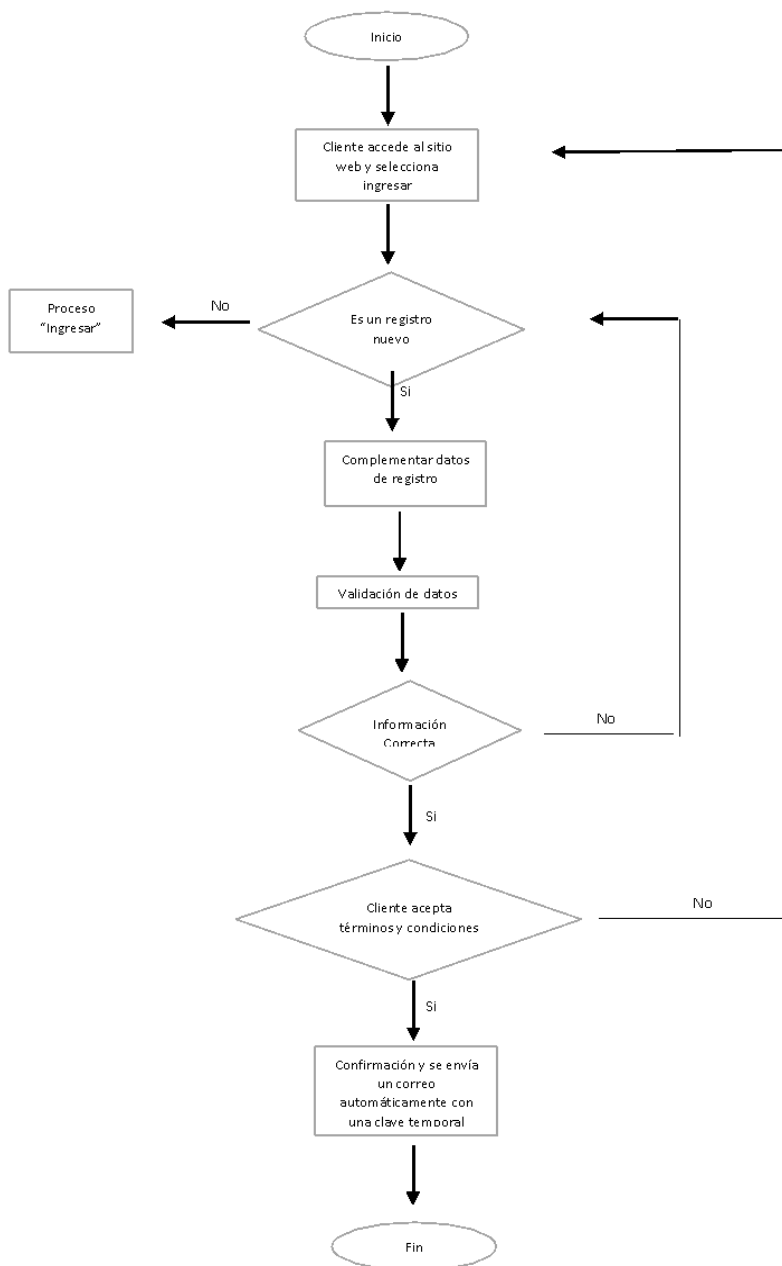 Inicio
Cliente accede al sitio
web y selecciona
ingresar
No
Proceso
"Ingresar"
Es un registro
nuevo
Si
Complementar datos
de registro
Validación de datos
Información
Correcta
No
Si
Cliente acepta
términos y condiciones
No
Si
Confirmación y se envía
un correo
automáticamente con
una clave temporal
Fin